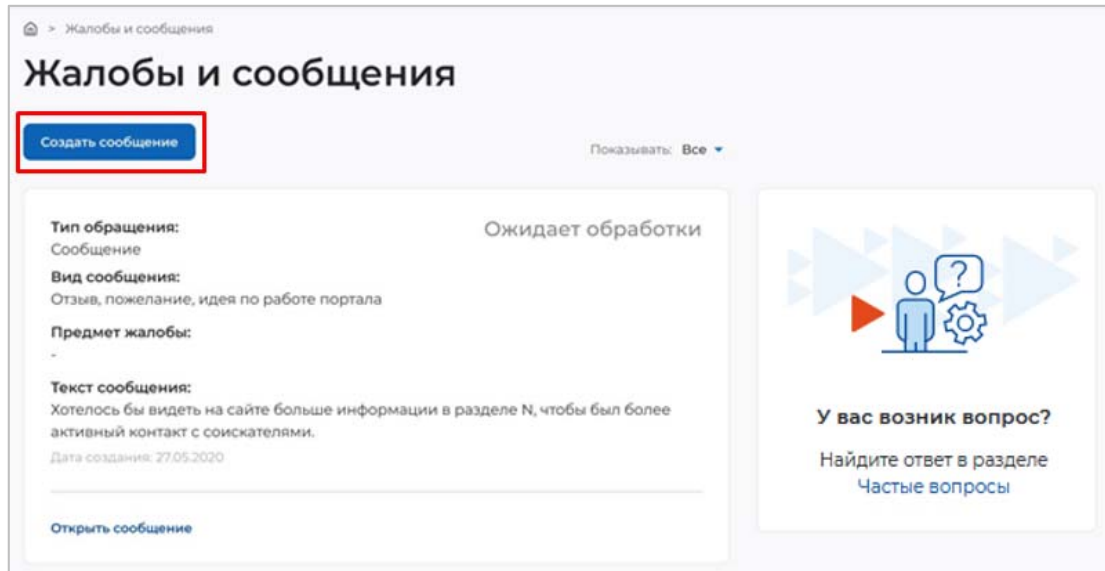 > Жалобы и сообщения
Жалобы и сообщения
Создать сообщение
Показывать: Все
Тип обращения:
Сообщение
Ожидает обработки
Вид сообщения:
Отзыв, пожелание, идея по работе портала
Предмет жалобы:
-
Текст сообщения:
Хотелось бы видеть на сайте больше информации в разделе N, чтобы был более
активный контакт с соискателями.
Дата создания: 27.05.2020
Открыть сообщение
?
У вас возник вопрос?
Найдите ответ в разделе
Частые вопросы